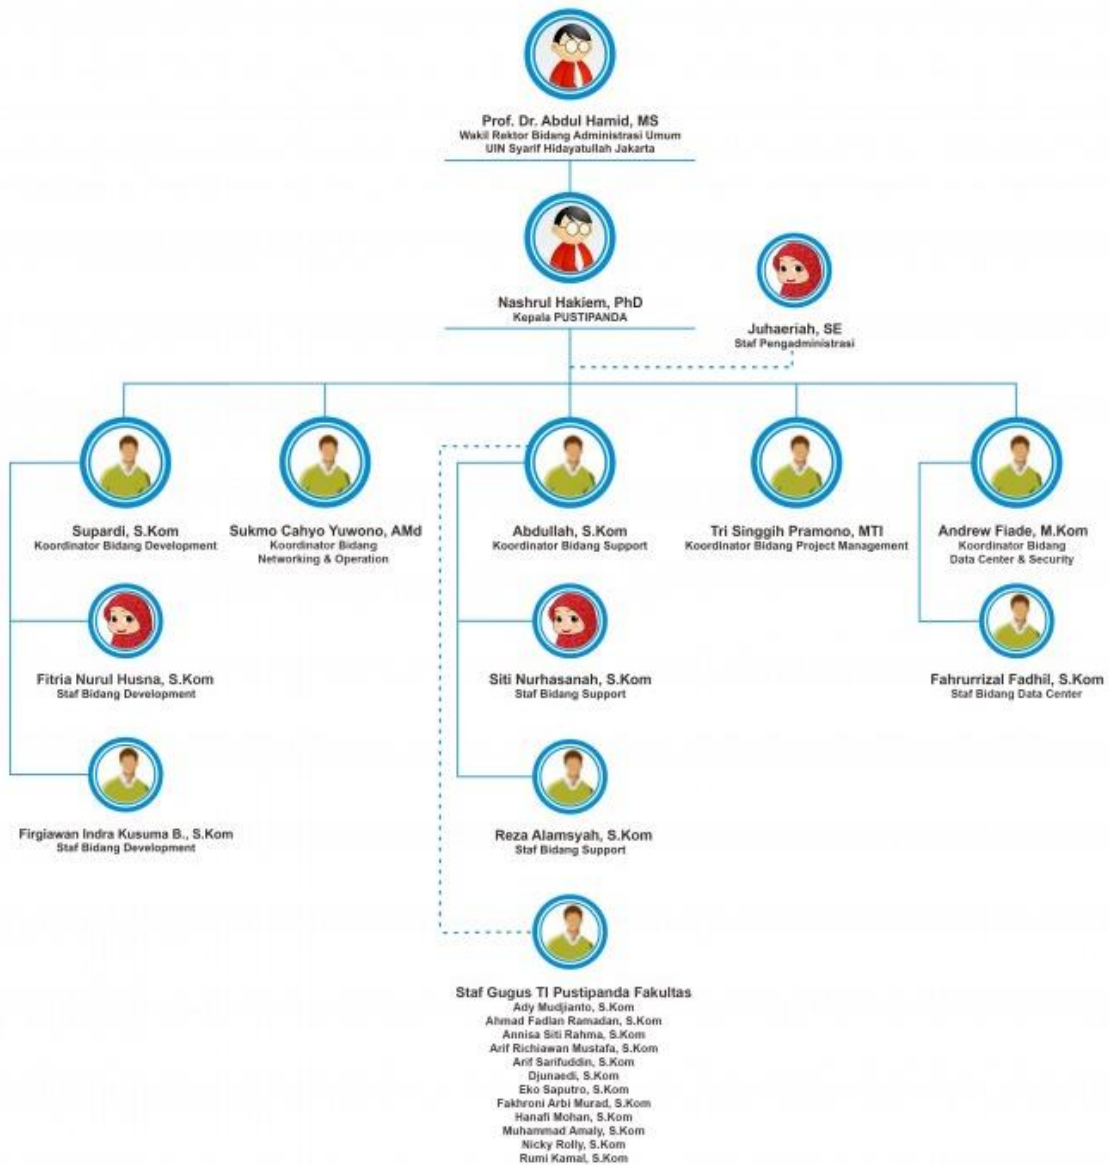 Prof. Dr. Abdul Hamid, MS
Wakil Rektor Bidang Administrasi Umum
UIN Syarif Hidayatullah Jakarta
Nashrul Hakiem, PhD
Kepala PUSTIPANDA
Juhaeriah, SE
Staf Pengadministrasi
Supardi, S.Kom
Koordinator Bidang Development
Sukmo Cahyo Yuwono, AMd
Koordinator Bidang
Networking & Operation
Abdullah, S.Kom
Koordinator Bidang Support
Tri Singgih Pramono, MTI
Koordinator Bidang Project Management
Andrew Fiade, M.Kom
Koordinator Bidang
Data Center & Security
Fitria Nurul Husna, S.Kom
Staf Bidang Development
Siti Nurhasanah, S.Kom
Staf Bidang Support
Fahrurrizal Fadhil, S.Kom
Staf Bidang Data Center
Firgiawan Indra Kusuma B., S.Kom
Staf Bidang Development
Reza Alamsyah, S.Kom
Staf Bidang Support
Staf Gugus TI Pustipanda Fakultas
Ady Mudjianto, S.Kom
Ahmad Fadlan Ramadan, S.Kom
Annisa Siti Rahma, S.Kom
Arif Richiawan Mustafa, S.Kom
Arif Sarifuddin, S.Kom
Djunaedi, S.Kom
Eko Saputro, S.Kom
Fakhroni Arbi Murad, S.Kom
Hanafi Mohan, S.Kom
Muhammad Amaly, S.Kom
Nicky Rolly, S.Kom
Rumi Kamal, S.Kom